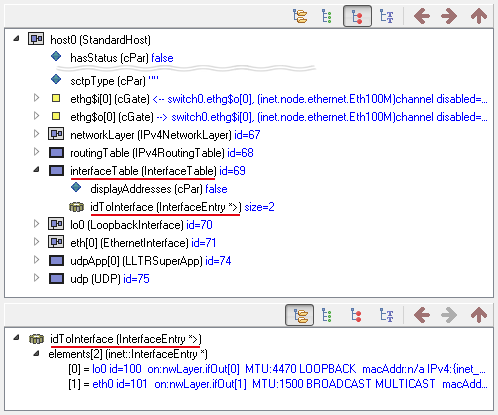 host0 (StandardHost)
hasStatus (cPar) false
sctpType (cPar) ""
ethg$i[0] (cGate) <-- switch0.ethg$o[0], (inet.node.ethernet.Eth100M)channel disabled=...
ethg$o[0] (cGate) --> switch0.ethg$i[0], (inet.node.ethernet.Eth100M)channel disabled=...
networkLayer (IPv4NetworkLayer) id=67
routingTable (IPv4RoutingTable) id=68
interfaceTable (InterfaceTable) id=69
displayAddresses (cPar) false
idToInterface (InterfaceEntry *>) size=2
lo0 (LoopbackInterface) id=70
eth[0] (EthernetInterface) id=71
udpApp[0] (LLTRSuperApp) id=74
udp (UDP) id=75
idToInterface (InterfaceEntry *>)
elements[2] (inet::InterfaceEntry *)
[0] = lo0 id=100 on:nwLayer.ifOut[0] MTU:4470 LOOPBACK macAddr:n/a IPv4:{inet_...
[1] = eth0 id=101 on:nwLayer.ifOut[1] MTU:1500 BROADCAST MULTICAST macAdd...